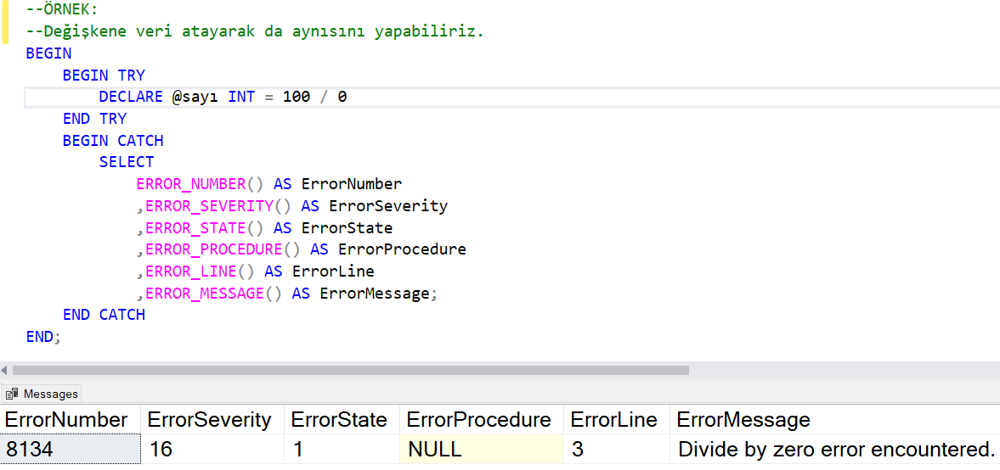 --ÖRNEK:
--Değişkene veri atayarak da aynısını yapabiliriz.
BEGIN
BEGIN TRY
DECLARE @sayı INT = 100 / 0
END TRY
BEGIN CATCH
SELECT
ERROR_NUMBER() AS ErrorNumber
,ERROR_SEVERITY() AS ErrorSeverity
,ERROR_STATE() AS ErrorState
,ERROR_PROCEDURE() AS ErrorProcedure
,ERROR_LINE() AS ErrorLine
,ERROR_MESSAGE() AS ErrorMessage;
END CATCH
END;
Messages
ErrorNumber ErrorSeverity ErrorState ErrorProcedure ErrorLine ErrorMessage
8134 16 1 NULL 3 Divide by zero error encountered.